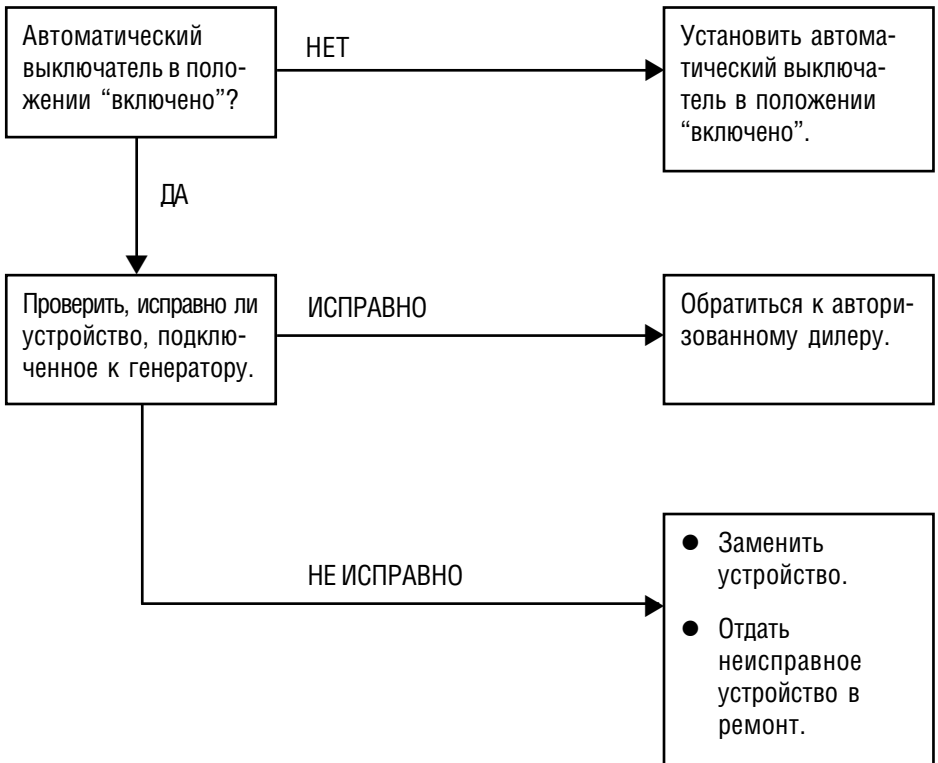 Автоматический
выключатель в поло-
жении “включено”?
НЕТ
Установить автома-
тический выключа-
тель в положении
“включено”.
ДА
Проверить, исправно ли
устройство, подклю-
ченное к генератору.
ИСПРАВНО
Обратиться к автори-
зованному дилеру.
НЕ ИСПРАВНО
● Заменить
устройство.
● Отдать
неисправное
устройство в
ремонт.